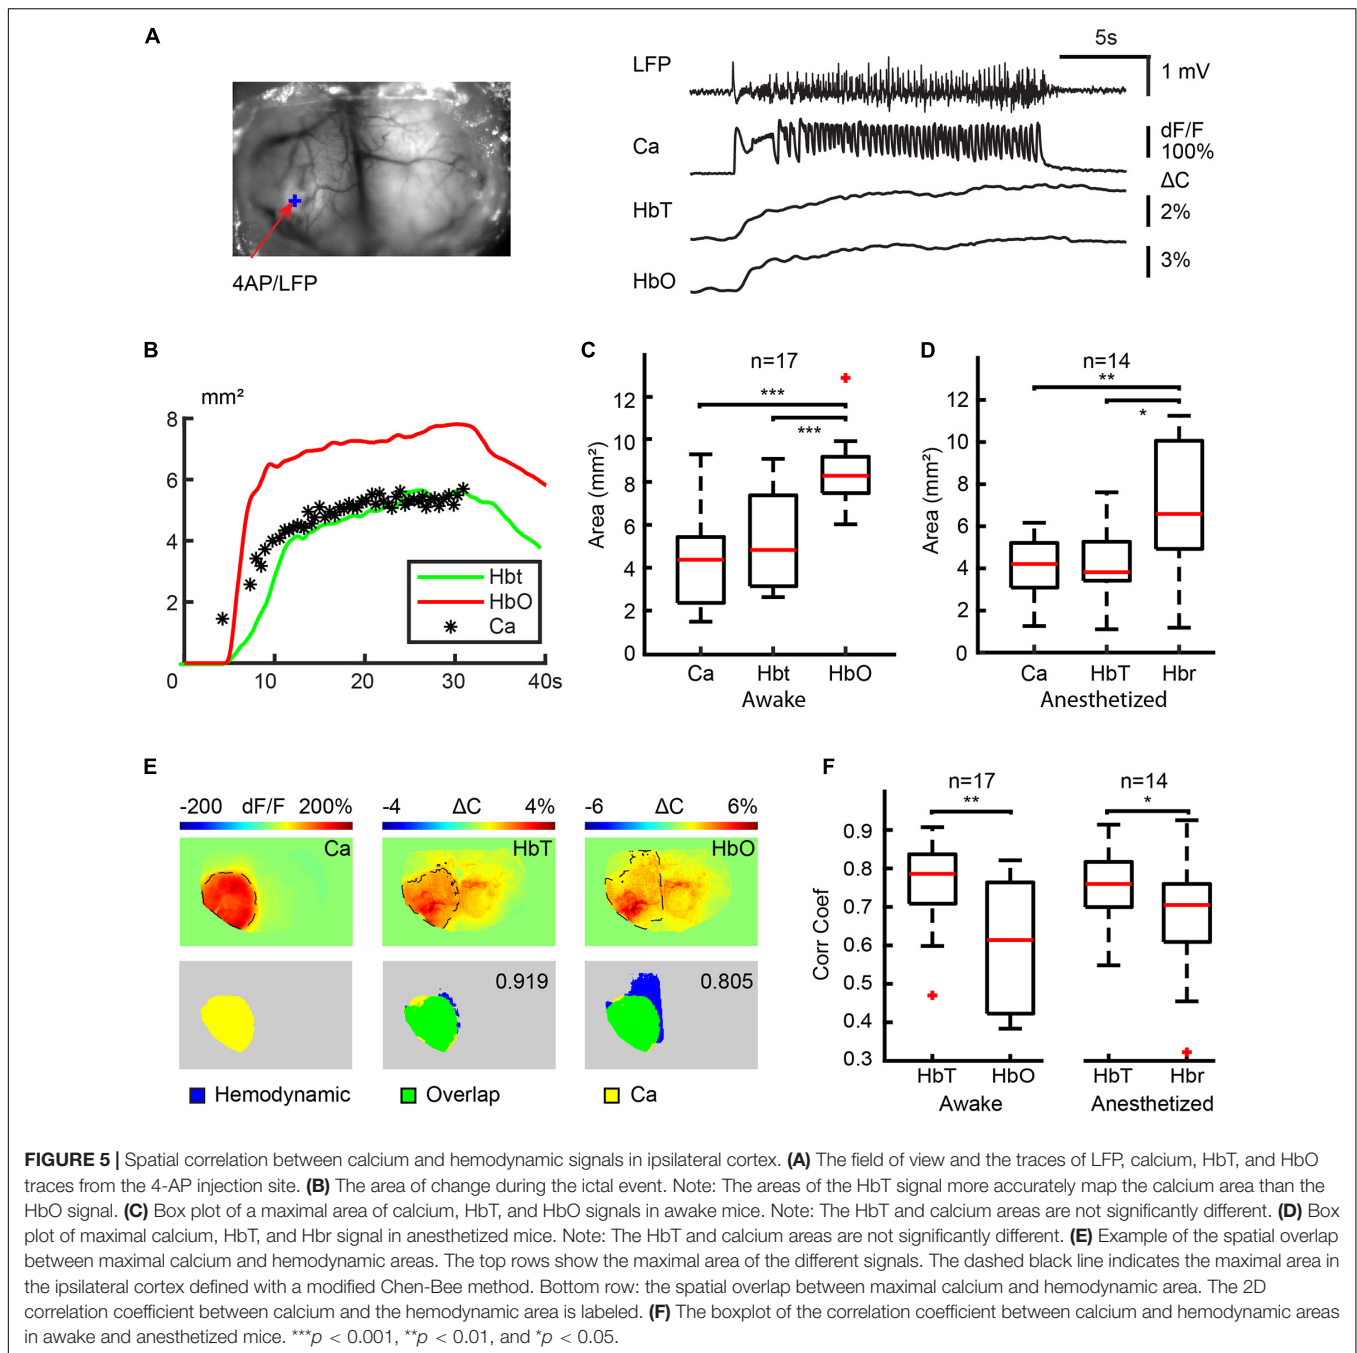 A
LFP
Ca
HbT
HbO
5s
1 mV
dF/F
100%
ΔC
2%
3%
4AP/LFP
B
mm²
8
6
4
2
0
10
20
30
40s
Hbt
HbO
Ca
C
n=17
***
***
Area (mm²)
12
10
8
6
4
2
0
Ca Hbt HbO
Awake
D
n=14
**
*
Area (mm²)
12
10
8
6
4
2
0
Ca HbT Hbr
Anesthetized
E
-200 dF/F 200%
-4 ΔC 4%
-6 ΔC 6%
Ca
HbT
HbO
0.919
0.805
Hemodynamic
Overlap
Ca
F
n=17
**
n=14
*
Corr Coef
0.9
0.8
0.7
0.6
0.5
0.4
0.3
HbT HbO
Awake
HbT Hbr
Anesthetized
FIGURE 5 | Spatial correlation between calcium and hemodynamic signals in ipsilateral cortex. (A) The field of view and the traces of LFP, calcium, HbT, and HbO
traces from the 4-AP injection site. (B) The area of change during the ictal event. Note: The areas of the HbT signal more accurately map the calcium area than the
HbO signal. (C) Box plot of a maximal area of calcium, HbT, and HbO signals in awake mice. Note: The HbT and calcium areas are not significantly different. (D) Box
plot of maximal calcium, HbT, and Hbr signal in anesthetized mice. Note: The HbT and calcium areas are not significantly different. (E) Example of the spatial overlap
between maximal calcium and hemodynamic areas. The top rows show the maximal area of the different signals. The dashed black line indicates the maximal area in
the ipsilateral cortex defined with a modified Chen-Bee method. Bottom row: the spatial overlap between maximal calcium and hemodynamic area. The 2D
correlation coefficient between calcium and the hemodynamic area is labeled. (F) The boxplot of the correlation coefficient between calcium and hemodynamic areas
in awake and anesthetized mice. ***p < 0.001, **p < 0.01, and *p < 0.05.